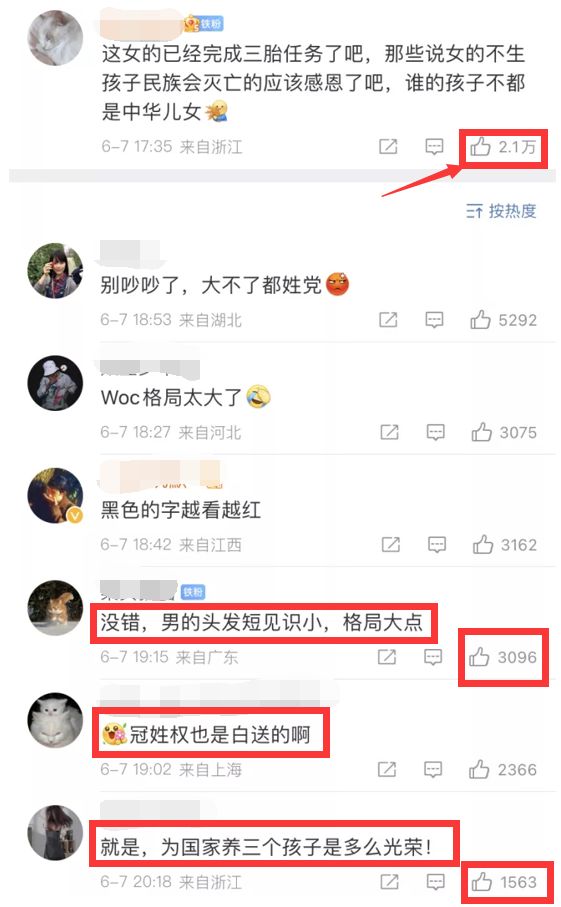 铁粉
这女的已经完成三胎任务了吧，那些说女的不生
孩子民族会灭亡的应该感恩了吧，谁的孩子不都
是中华儿女
6-7 17:35 来自浙江 2.1万
按热度
别吵吵了，大不了都姓党
6-7 18:53 来自湖北 5292
Woc格局太大了
6-7 18:27 来自河北 3075
黑色的字越看越红
6-7 18:42 来自江西 3162
铁粉
没错，男的头发短见识小，格局大点
6-7 19:15 来自广东 3096
冠姓权也是白送的啊
6-7 19:02 来自上海 2366
就是，为国家养三个孩子是多么光荣！
6-7 20:18 来自浙江 1563